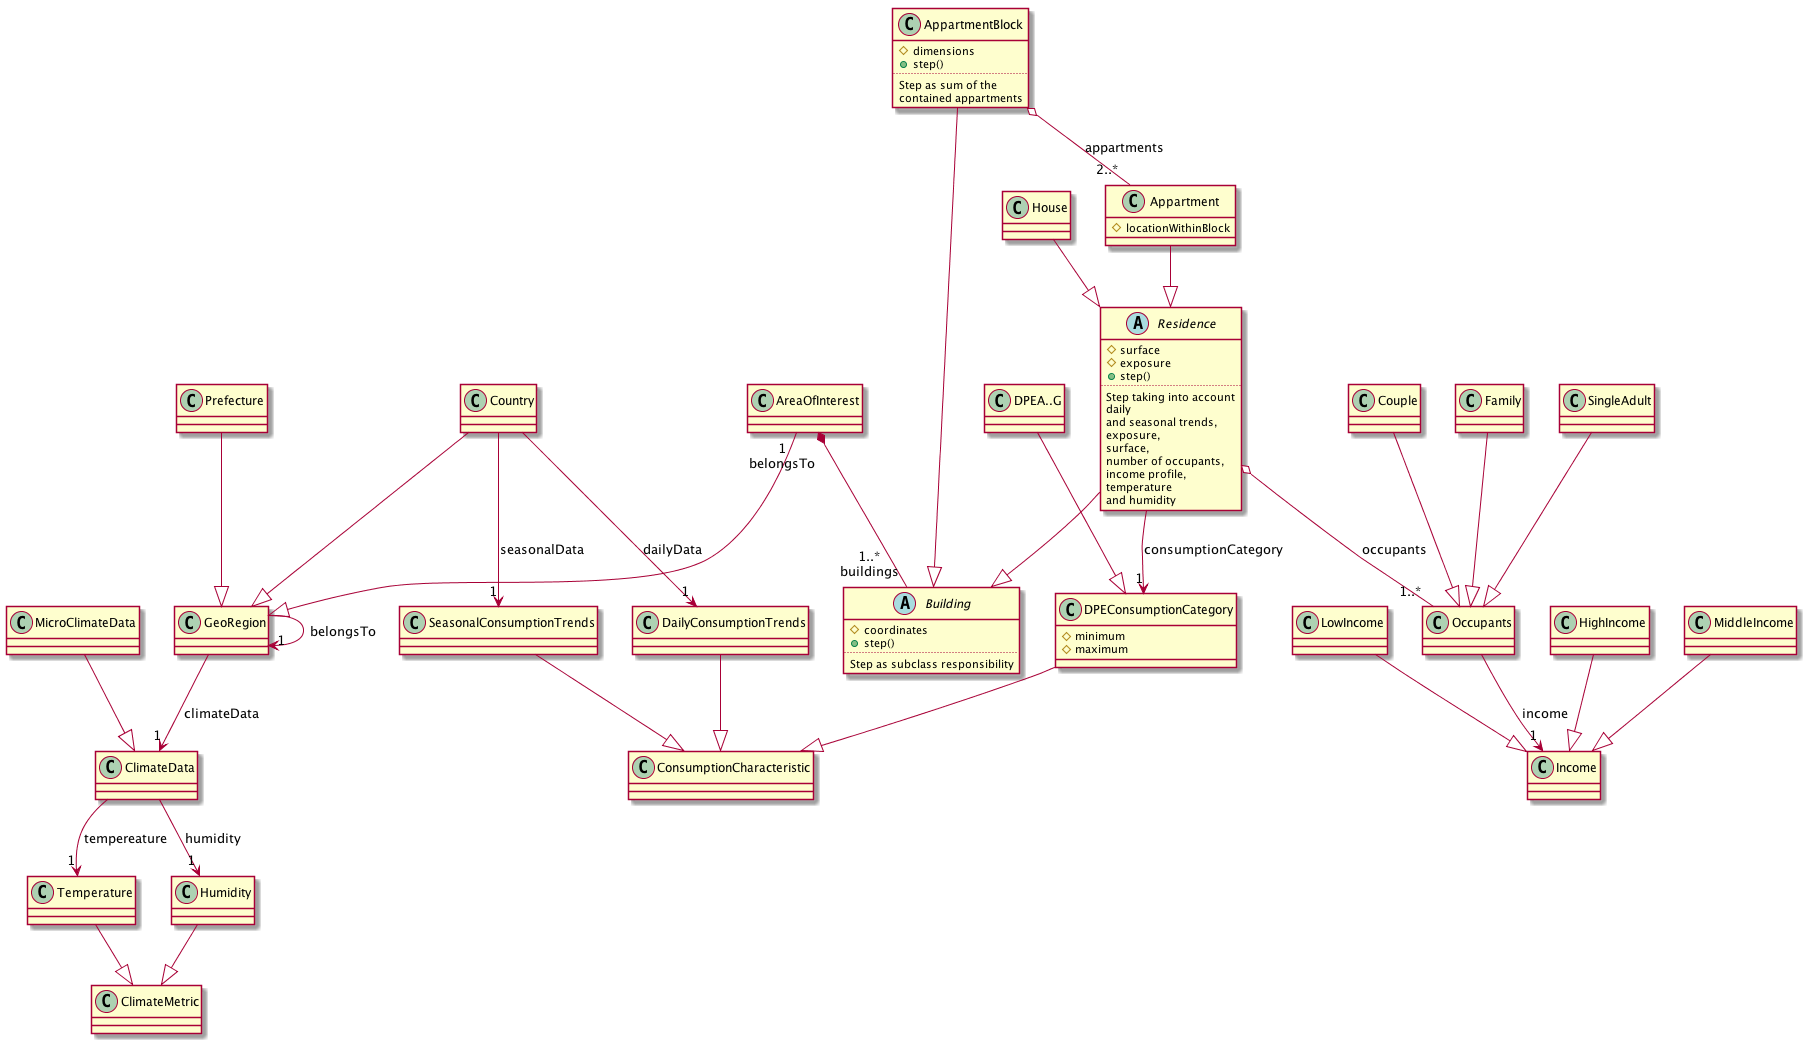 C AppartmentBlock
dimensions
step()
Step as sum of the
contained appartments
appartments
2..*
C House
C Appartment
locationWithinBlock
A Residence
surface
exposure
step()
Step taking into account
daily
and seasonal trends,
exposure,
surface,
number of occupants,
income profile,
temperature
and humidity
C Prefecture
C Country
C AreaOfInterest
C DPEA..G
C Couple
C Family
C SingleAdult
1
belongsTo
seasonalData
1
dailyData
1
1..*
buildings
consumptionCategory
1
occupants
1..*
C MicroClimateData
C GeoRegion
1
belongsTo
C SeasonalConsumptionTrends
C DailyConsumptionTrends
A Building
coordinates
step()
Step as subclass responsibility
C DPEConsumptionCategory
minimum
maximum
C LowIncome
C Occupants
C HighIncome
C MiddleIncome
climateData
1
income
1
C ClimateData
C ConsumptionCharacteristic
C Income
tempereature
1
humidity
1
C Temperature
C Humidity
C ClimateMetric